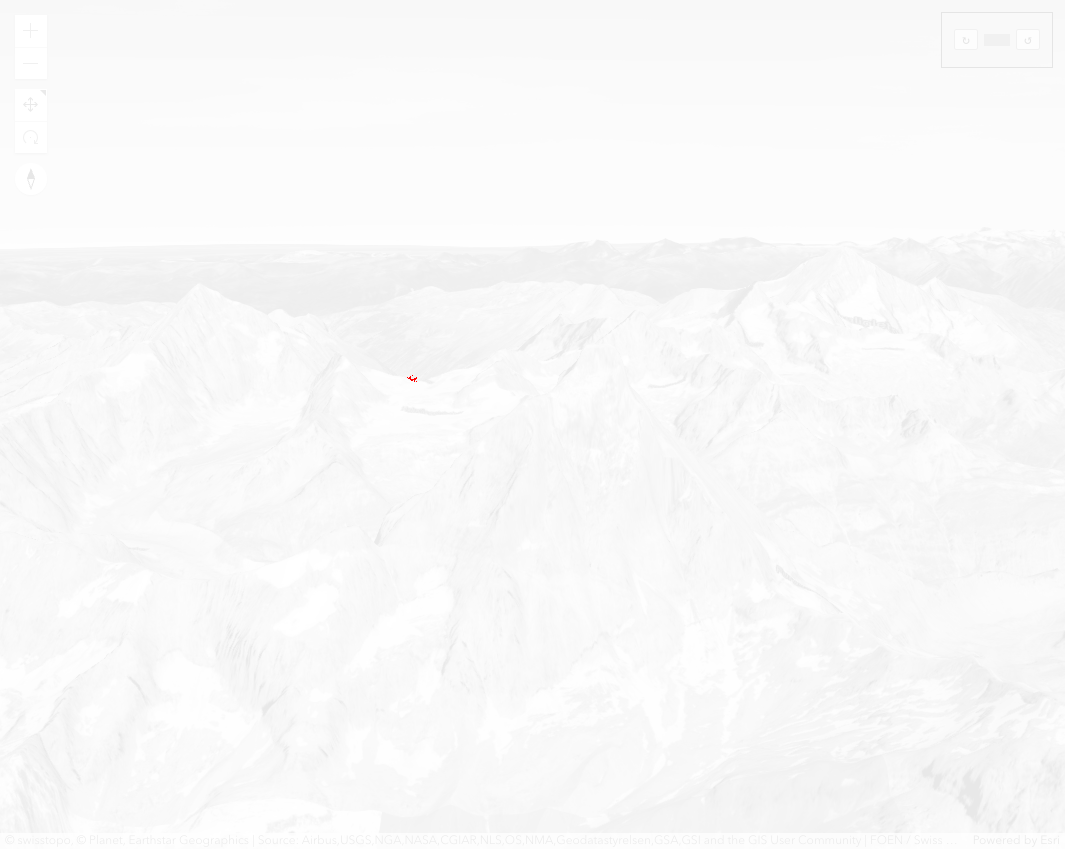 © swisstopo, © Planet, Earthstar Geographics | Source: Airbus,USGS,NGA,NASA,CGIAR,NLS,OS,NMA,Geodatastyrelsen,GSA,GSI and the GIS User Community | FOEN / Swiss... Powered by Esri